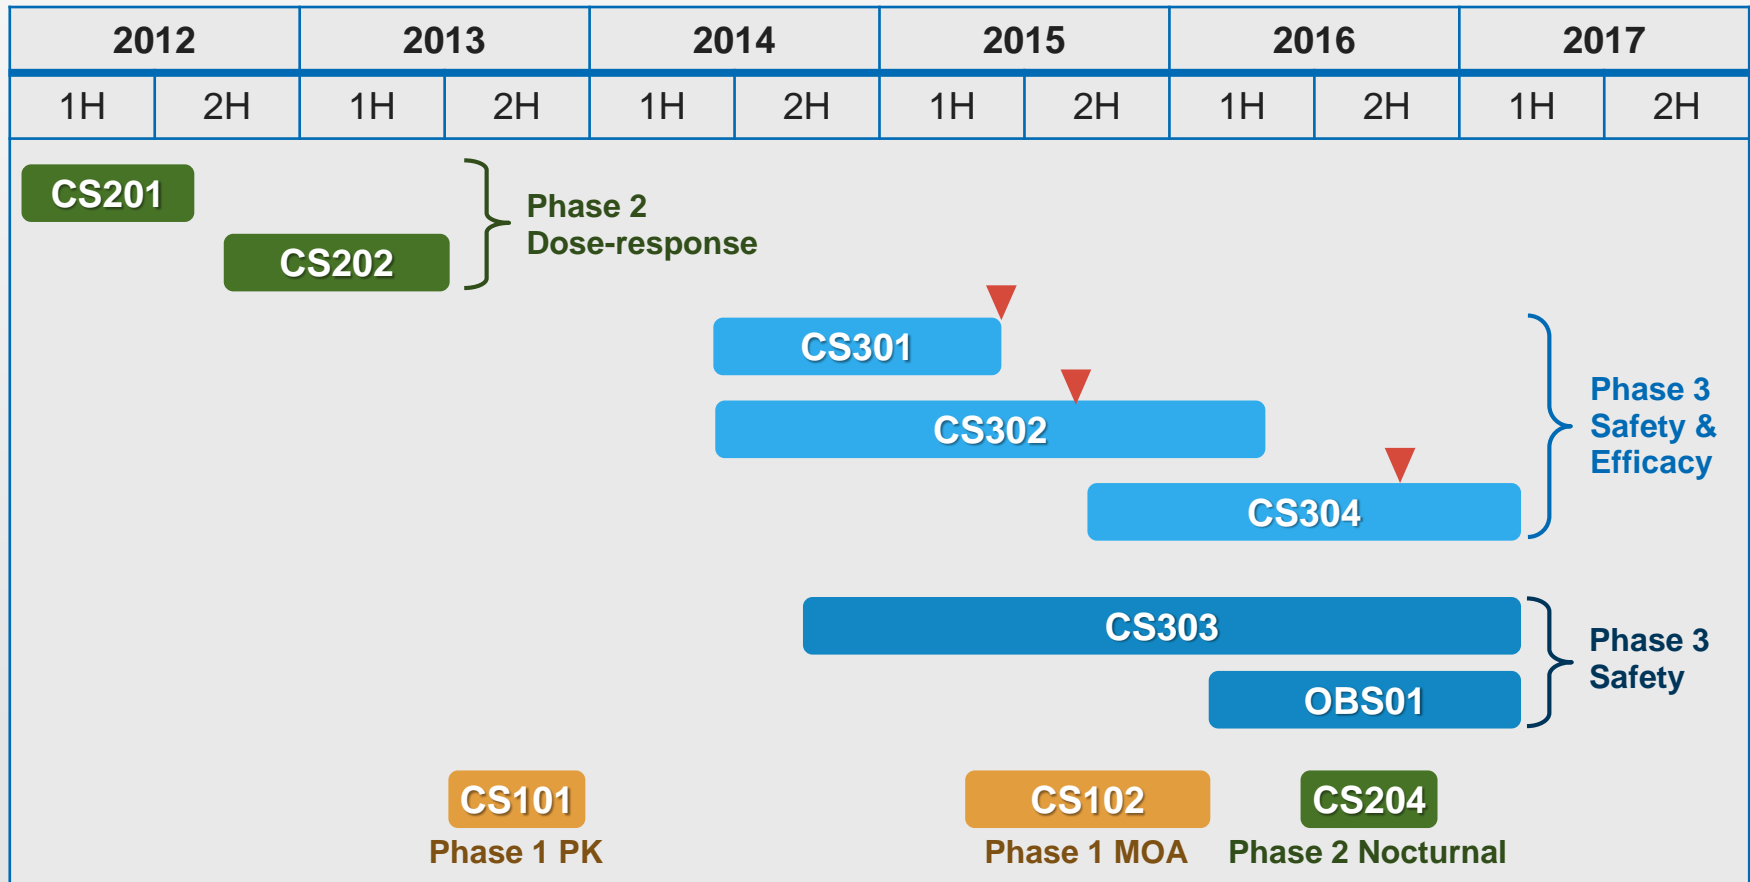 2012 2013 2014 2015 2016 2017
1H 2H 1H 2H 1H 2H 1H 2H 1H 2H 1H 2H
CS201
CS202
Phase 2
Dose-response
CS301
CS302
CS304
Phase 3
Safety &
Efficacy
CS303
OBS01
Phase 3
Safety
CS101
Phase 1 PK
CS102
Phase 1 MOA
CS204
Phase 2 Nocturnal